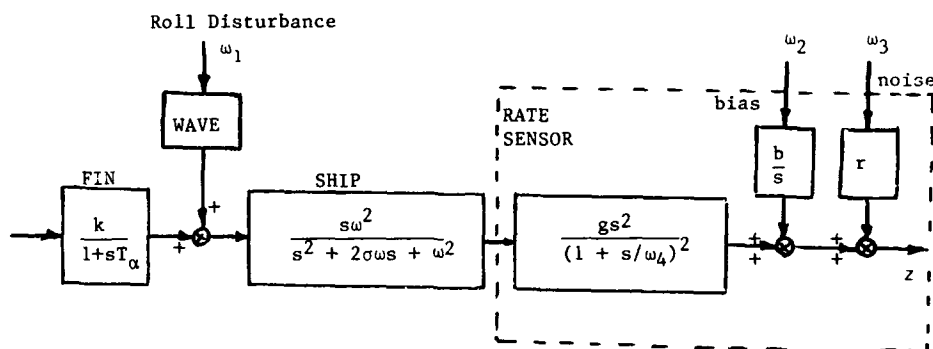 Roll Disturbance
ω₁
ω₂
ω₃
noise
bias
WAVE
RATE
SENSOR
b/s
r
FIN
SHIP
k/(1+sTα)
+
+
sω²/(s² + 2σωs + ω²)
gs²/(1 + s/ω₄)²
+
+
+
+
z